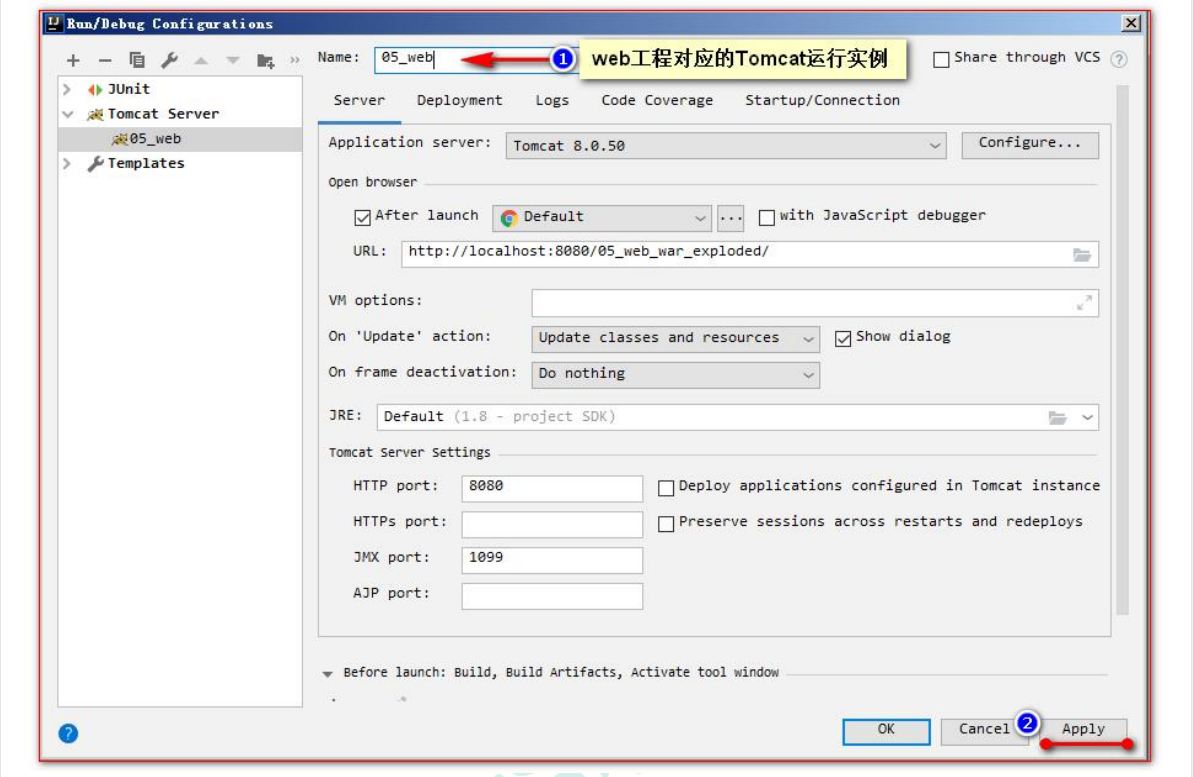 Run/Debug Configurations
Name: 05_web
1 web工程对应的Tomcat运行实例
Share through VCS ?
JUnit
Tomcat Server
05_web
Templates
Server Deployment Logs Code Coverage Startup/Connection
Application server: Tomcat 8.0.50 Configure...
Open browser
After launch Default ... with JavaScript debugger
URL: http://localhost:8080/05_web_war_exploded/
VM options:
On 'Update' action: Update classes and resources Show dialog
On frame deactivation: Do nothing
JRE: Default (1.8 - project SDK)
Tomcat Server Settings
HTTP port: 8080 Deploy applications configured in Tomcat instance
HTTPs port: Preserve sessions across restarts and redeploys
JMX port: 1099
AJP port:
Before launch: Build, Build Artifacts, Activate tool window
? OK Cancel 2 Apply